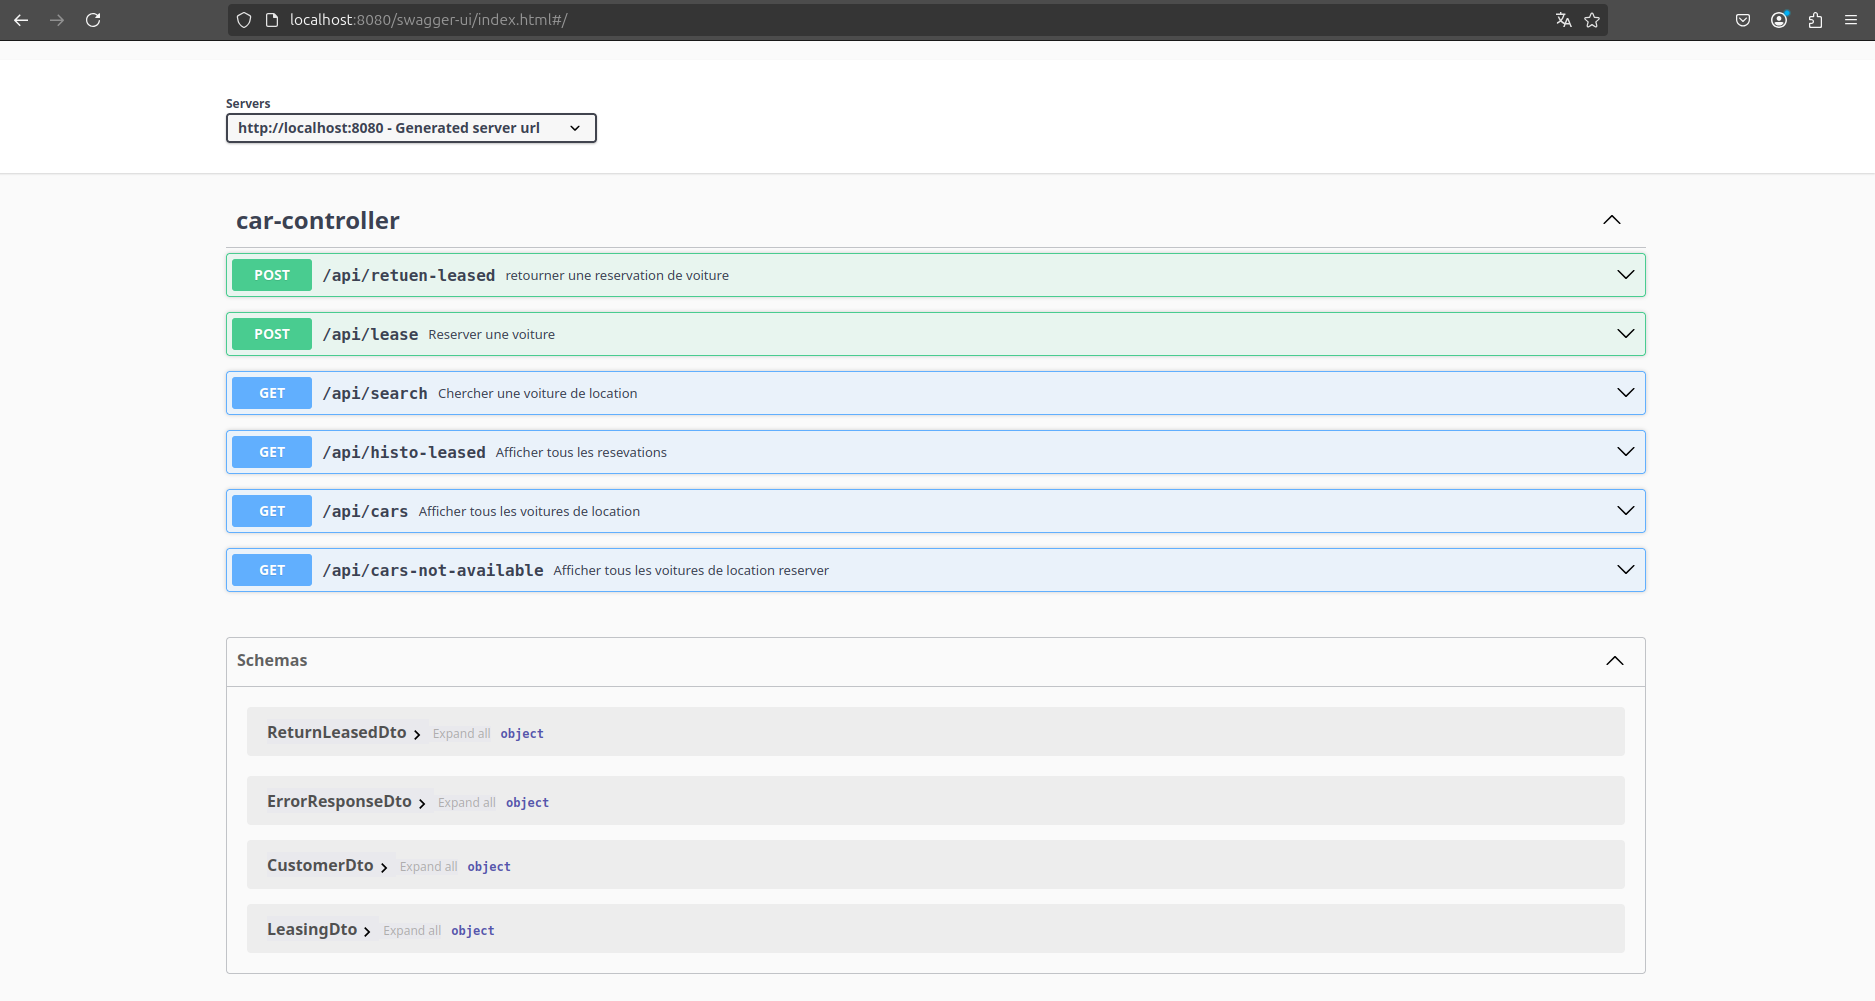 localhost:8080/swagger-ui/index.html#/
Servers
http://localhost:8080 - Generated server url
car-controller
POST /api/retuen-leased retourner une reservation de voiture
POST /api/lease Reserver une voiture
GET /api/search Chercher une voiture de location
GET /api/histo-leased Afficher tous les resevations
GET /api/cars Afficher tous les voitures de location
GET /api/cars-not-available Afficher tous les voitures de location reserver
Schemas
ReturnLeasedDto Expand all object
ErrorResponseDto Expand all object
CustomerDto Expand all object
LeasingDto Expand all object